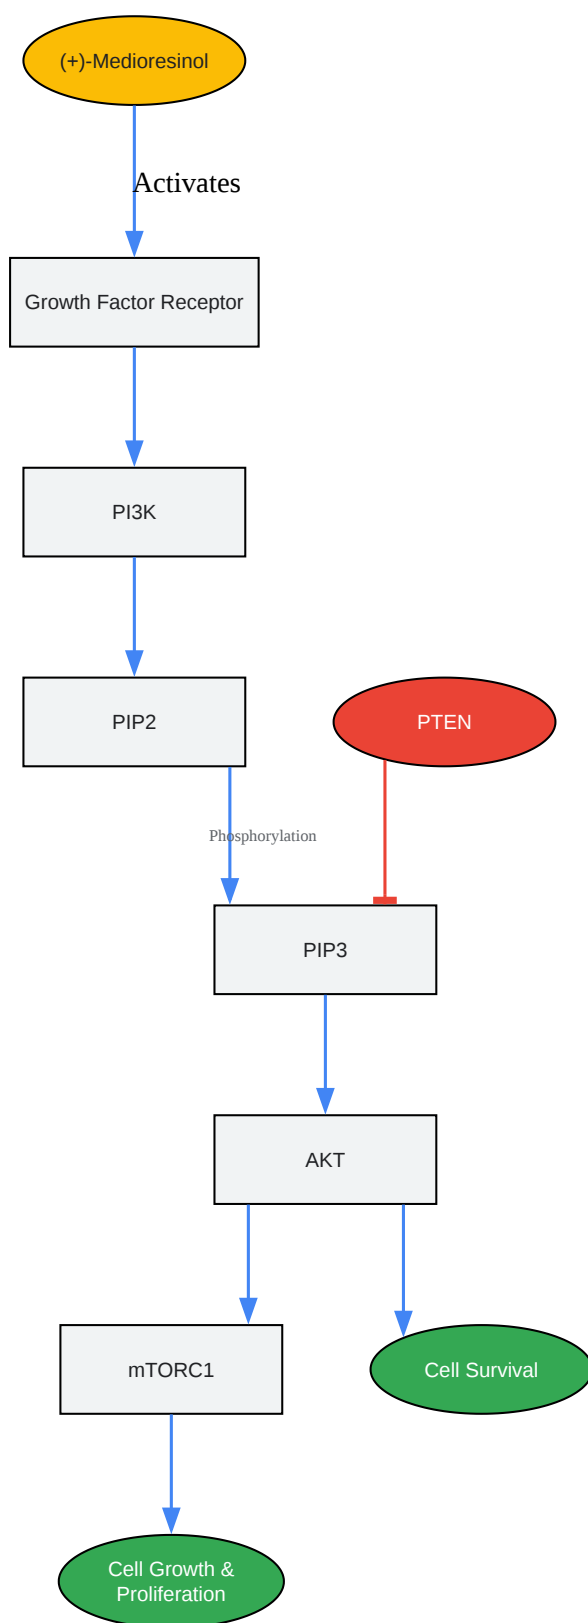 (+)-Medioresinol
Activates
Growth Factor Receptor
PI3K
PIP2
PTEN
Phosphorylation
PIP3
AKT
mTORC1
Cell Survival
Cell Growth &
Proliferation